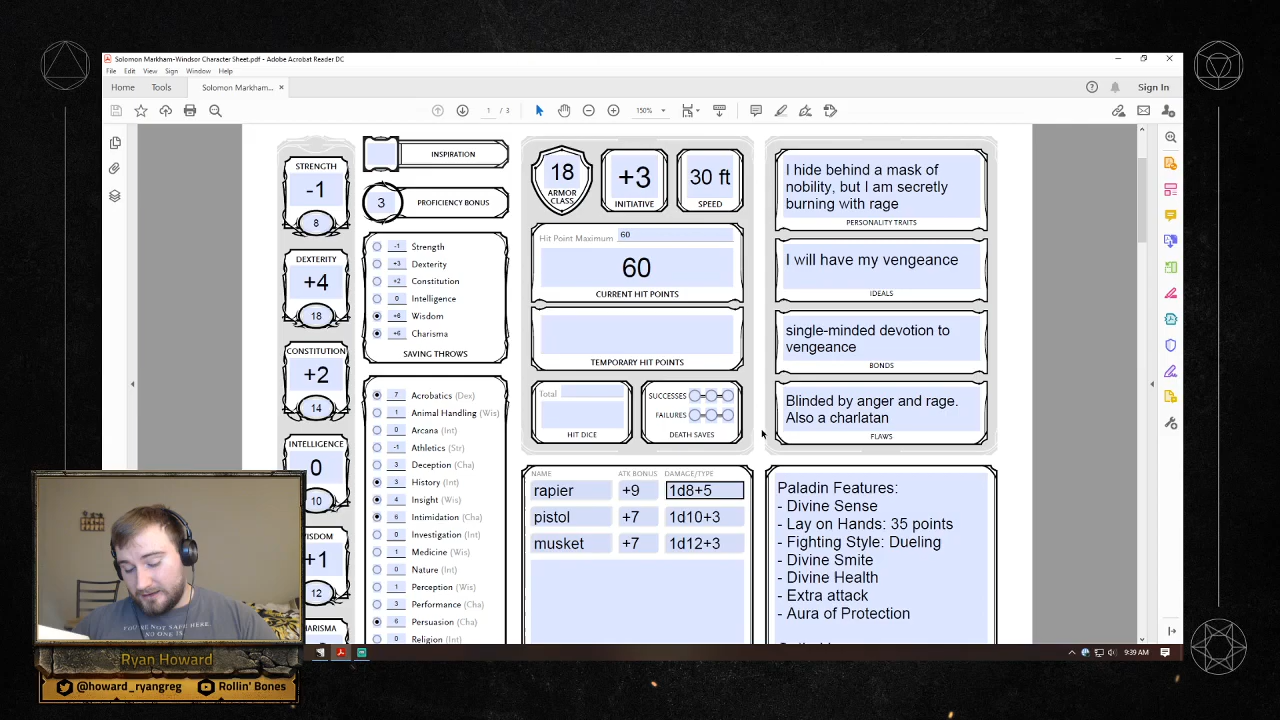 Solomon Markham-Windsor Character Sheet.pdf - Adobe Acrobat Reader DC
File Edit View Sign Window Help
Home Tools Solomon Markham... × Sign In
1 / 3 150%
STRENGTH
-1
8
DEXTERITY
+4
18
CONSTITUTION
+2
14
INTELLIGENCE
0
10
WISDOM
+1
12
INSPIRATION
3 PROFICIENCY BONUS
-1 Strength
+3 Dexterity
+2 Constitution
0 Intelligence
+6 Wisdom
+6 Charisma
SAVING THROWS
7 Acrobatics (Dex)
1 Animal Handling (Wis)
0 Arcana (Int)
-1 Athletics (Str)
3 Deception (Cha)
3 History (Int)
4 Insight (Wis)
6 Intimidation (Cha)
0 Investigation (Int)
1 Medicine (Wis)
0 Nature (Int)
1 Perception (Wis)
3 Performance (Cha)
6 Persuasion (Cha)
0 Religion (Int)
18
ARMOR
CLASS
+3
INITIATIVE
30 ft
SPEED
Hit Point Maximum 60
60
CURRENT HIT POINTS
TEMPORARY HIT POINTS
Total
HIT DICE
SUCCESSES
FAILURES
DEATH SAVES
NAME ATK BONUS DAMAGE/TYPE
rapier +9 1d8+5
pistol +7 1d10+3
musket +7 1d12+3
I hide behind a mask of
nobility, but I am secretly
burning with rage
PERSONALITY TRAITS
I will have my vengeance
IDEALS
single-minded devotion to
vengeance
BONDS
Blinded by anger and rage.
Also a charlatan
FLAWS
Paladin Features:
- Divine Sense
- Lay on Hands: 35 points
- Fighting Style: Dueling
- Divine Smite
- Divine Health
- Extra attack
- Aura of Protection
YOU'RE NOT SAFE HERE.
NO ONE IS.
Ryan Howard
@howard_ryangreg Rollin' Bones
9:39 AM